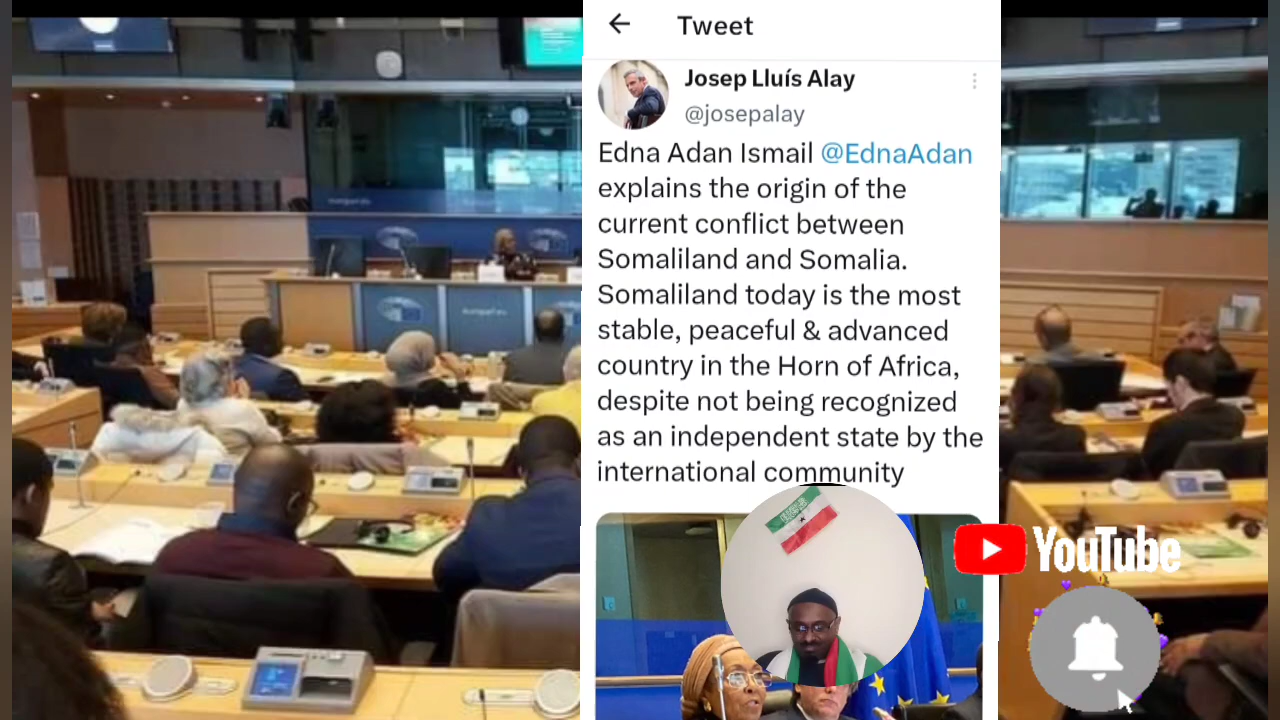 Tweet
Josep Lluís Alay
@josepalay
Edna Adan Ismail @EdnaAdan
explains the origin of the
current conflict between
Somaliland and Somalia.
Somaliland today is the most
stable, peaceful & advanced
country in the Horn of Africa,
despite not being recognized
as an independent state by the
international community
YouTube